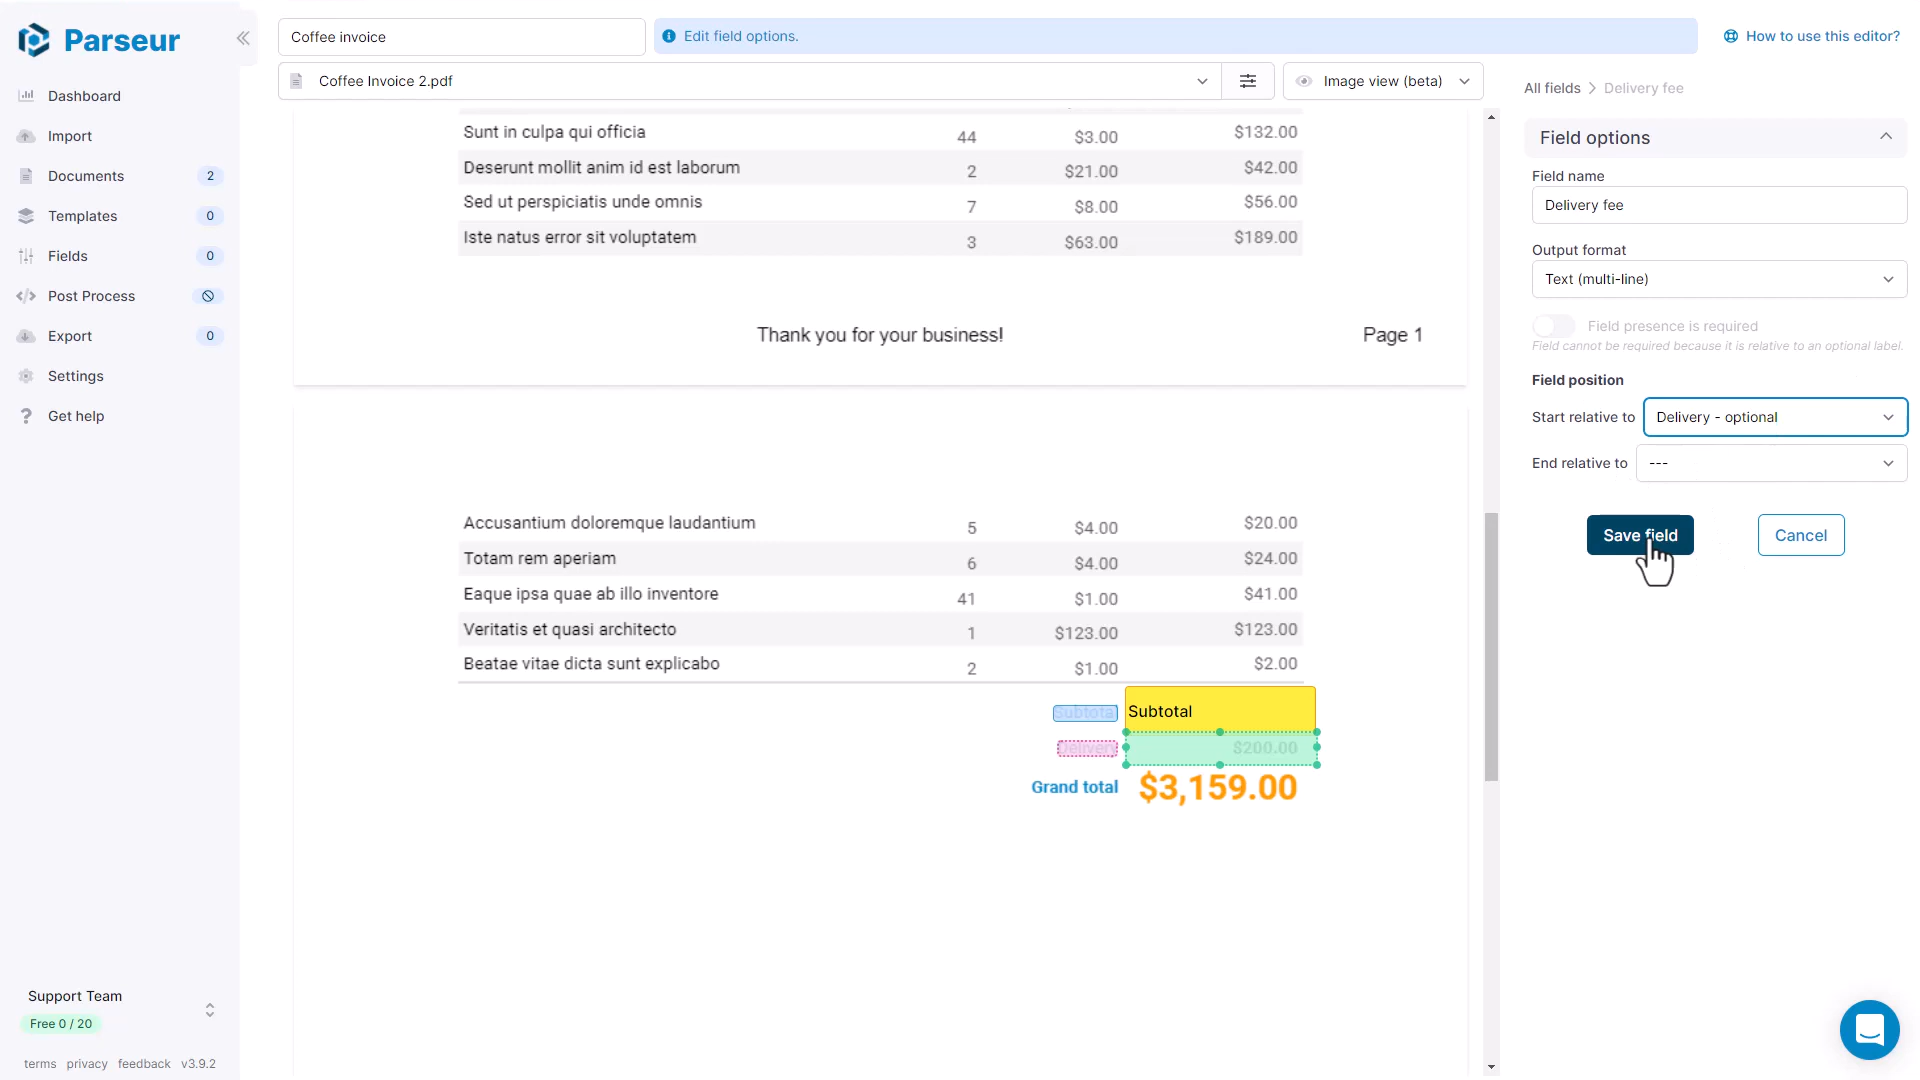 Parseur
Dashboard
Import
Documents 2
Templates 0
Fields 0
Post Process
Export 0
Settings
? Get help
Support Team
Free 0 / 20
terms privacy feedback v3.9.2
Coffee invoice
Edit field options.
How to use this editor?
Coffee Invoice 2.pdf
Image view (beta)
Sunt in culpa qui officia 44 $3.00 $132.00
Deserunt mollit anim id est laborum 2 $21.00 $42.00
Sed ut perspiciatis unde omnis 7 $8.00 $56.00
Iste natus error sit voluptatem 3 $63.00 $189.00
Thank you for your business! Page 1
Accusantium doloremque laudantium 5 $4.00 $20.00
Totam rem aperiam 6 $4.00 $24.00
Eaque ipsa quae ab illo inventore 41 $1.00 $41.00
Veritatis et quasi architecto 1 $123.00 $123.00
Beatae vitae dicta sunt explicabo 2 $1.00 $2.00
Subtotal Subtotal
Delivery $200.00
Grand total $3,159.00
All fields > Delivery fee
Field options
Field name
Delivery fee
Output format
Text (multi-line)
Field presence is required
Field cannot be required because it is relative to an optional label.
Field position
Start relative to Delivery - optional
End relative to ---
Save field Cancel